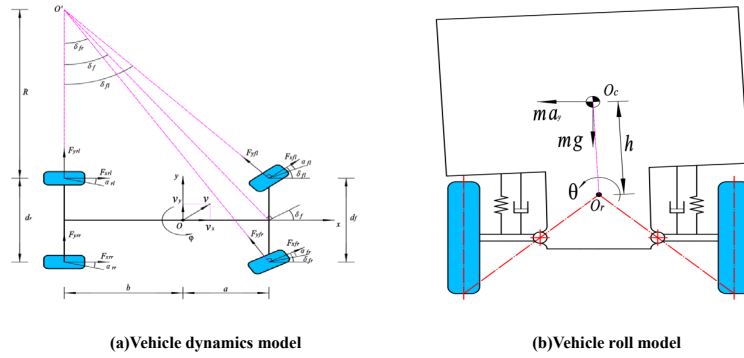 O'
δfr
δf
δfl
R
Fyrl
Fyfl
Fxfl
αfl
δfl
Fxrl
αrl
y
vy
v
dr
O
vx
x
δf
df
φ
Fyrr
Fyfr
Fxfr
αfr
δfr
Fxrr
αrr
b
a
(a)Vehicle dynamics model
Oc
may
mg
h
θ
Or
(b)Vehicle roll model